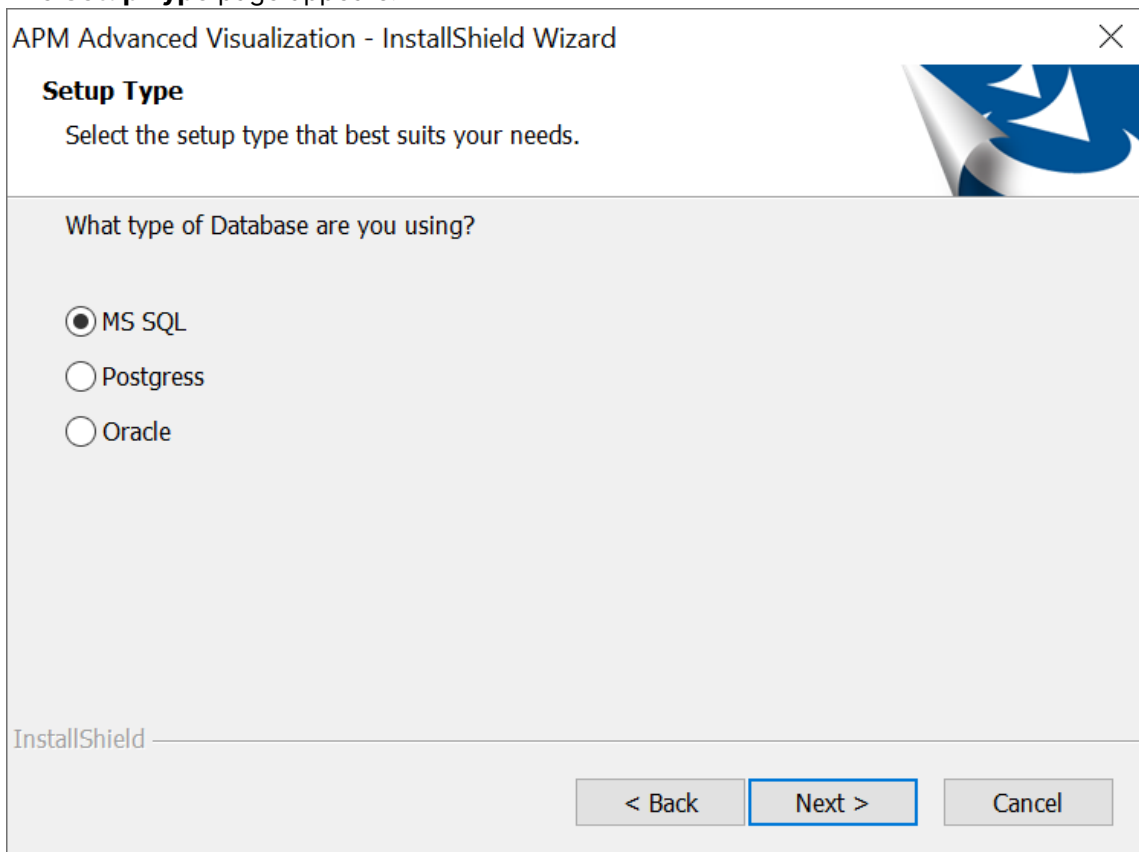 APM Advanced Visualization - InstallShield Wizard
Setup Type
Select the setup type that best suits your needs.
What type of Database are you using?
MS SQL
Postgress
Oracle
InstallShield
< Back
Next >
Cancel